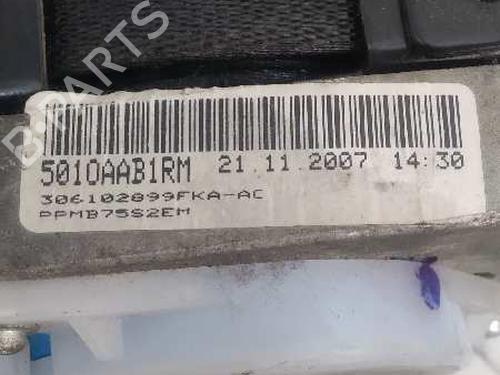 B-PARTS
5010AAB1RM 21.11.2007 14:30
306102899FKA-AC
PPMB75S2EM